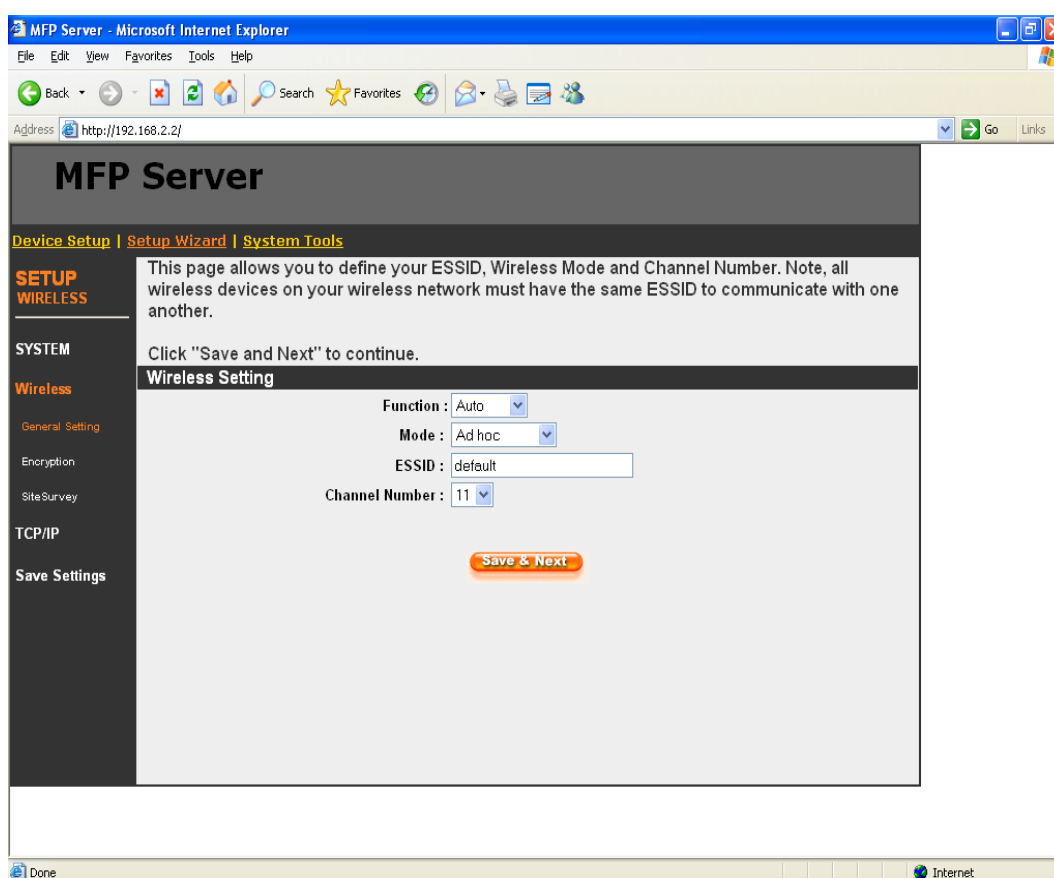 MFP Server - Microsoft Internet Explorer
File Edit View Favorites Tools Help
Back Search Favorites
Address http://192.168.2.2/ Go Links
MFP Server
Device Setup | Setup Wizard | System Tools
SETUP
WIRELESS
SYSTEM
Wireless
General Setting
Encryption
SiteSurvey
TCP/IP
Save Settings
This page allows you to define your ESSID, Wireless Mode and Channel Number. Note, all
wireless devices on your wireless network must have the same ESSID to communicate with one
another.
Click "Save and Next" to continue.
Wireless Setting
Function : Auto
Mode : Ad hoc
ESSID : default
Channel Number : 11
Save & Next
Done Internet